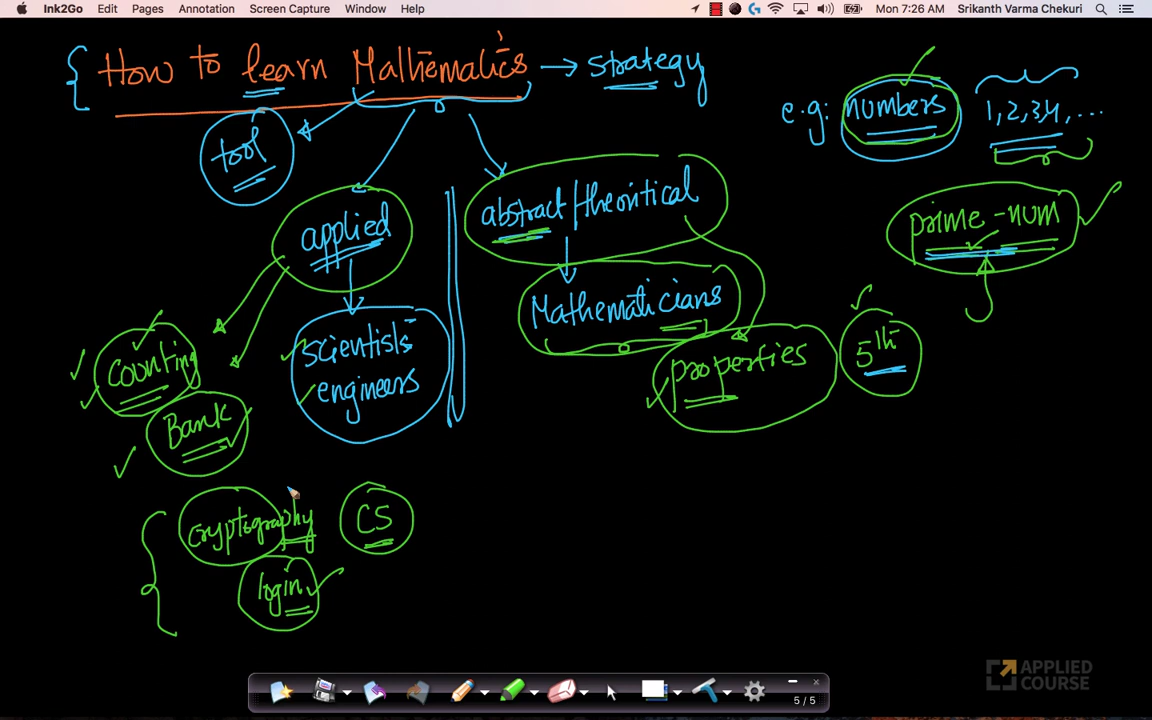 Ink2Go Edit Pages Annotation Screen Capture Window Help
Mon 7:26 AM Srikanth Varma Chekuri
{ How to learn Mathematics → strategy
e.g: numbers 1, 2, 3, 4, ...
tool
prime-num
applied
abstract/theoritical
Mathematicians
scientists
engineers
properties
5th
Counting
Bank
Cryptography
CS
login
5 / 5
APPLIED
COURSE